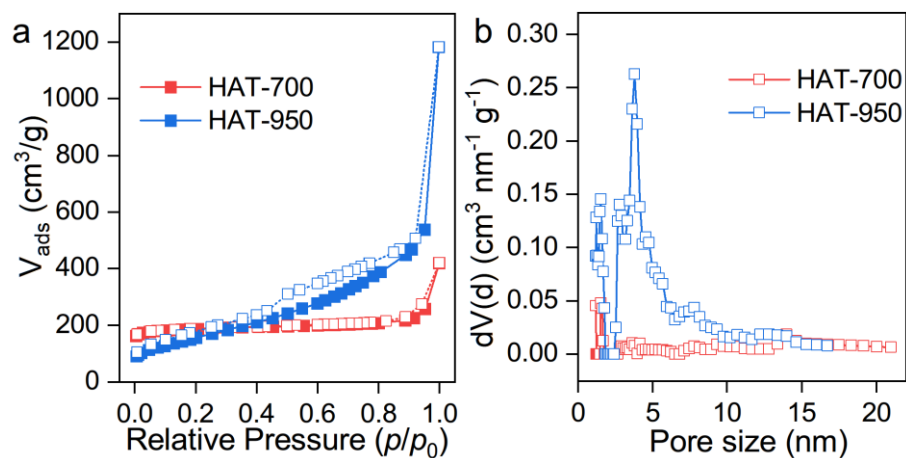 a
1200
1000
800
600
400
200
0
V_ads (cm³/g)
HAT-700
HAT-950
0.0 0.2 0.4 0.6 0.8 1.0
Relative Pressure (p/p₀)
b
0.30
0.25
0.20
0.15
0.10
0.05
0.00
dV(d) (cm³ nm⁻¹ g⁻¹)
HAT-700
HAT-950
0 5 10 15 20
Pore size (nm)